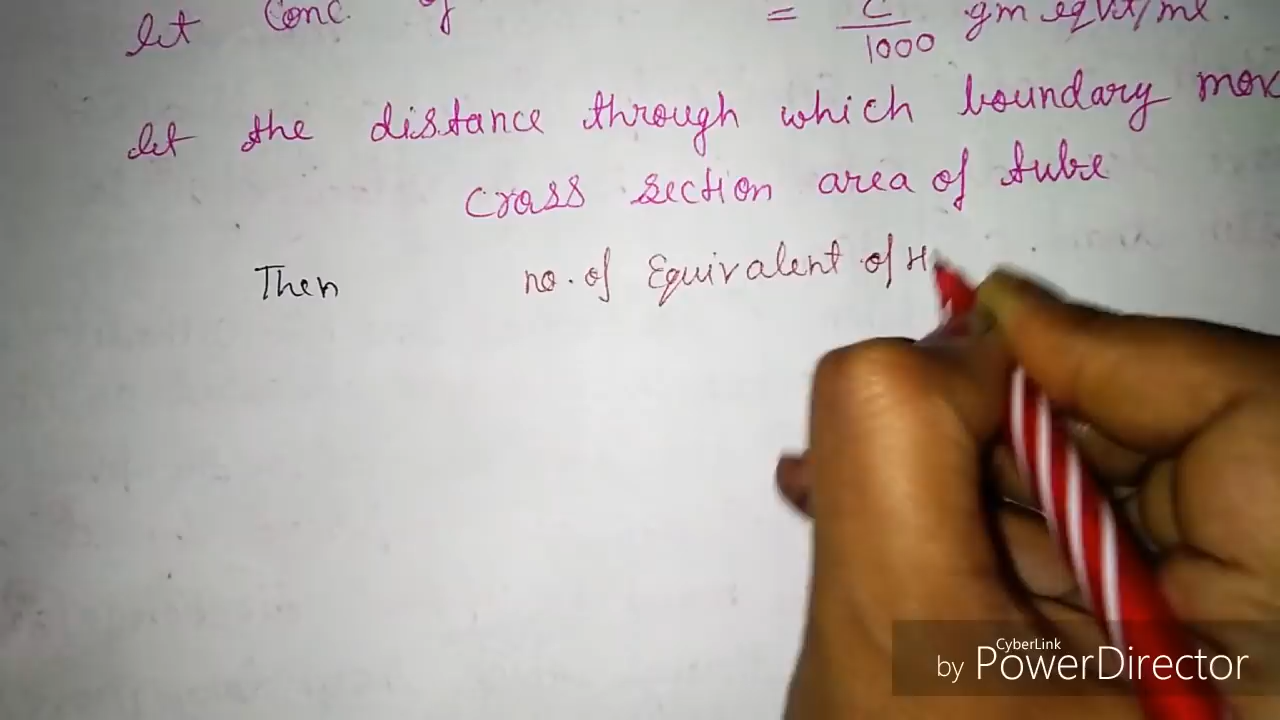 let Conc. of = C/1000 gm eqvt/ml.
let the distance through which boundary mov
cross section area of tube
Then no. of Equivalent of H
CyberLink
by PowerDirector